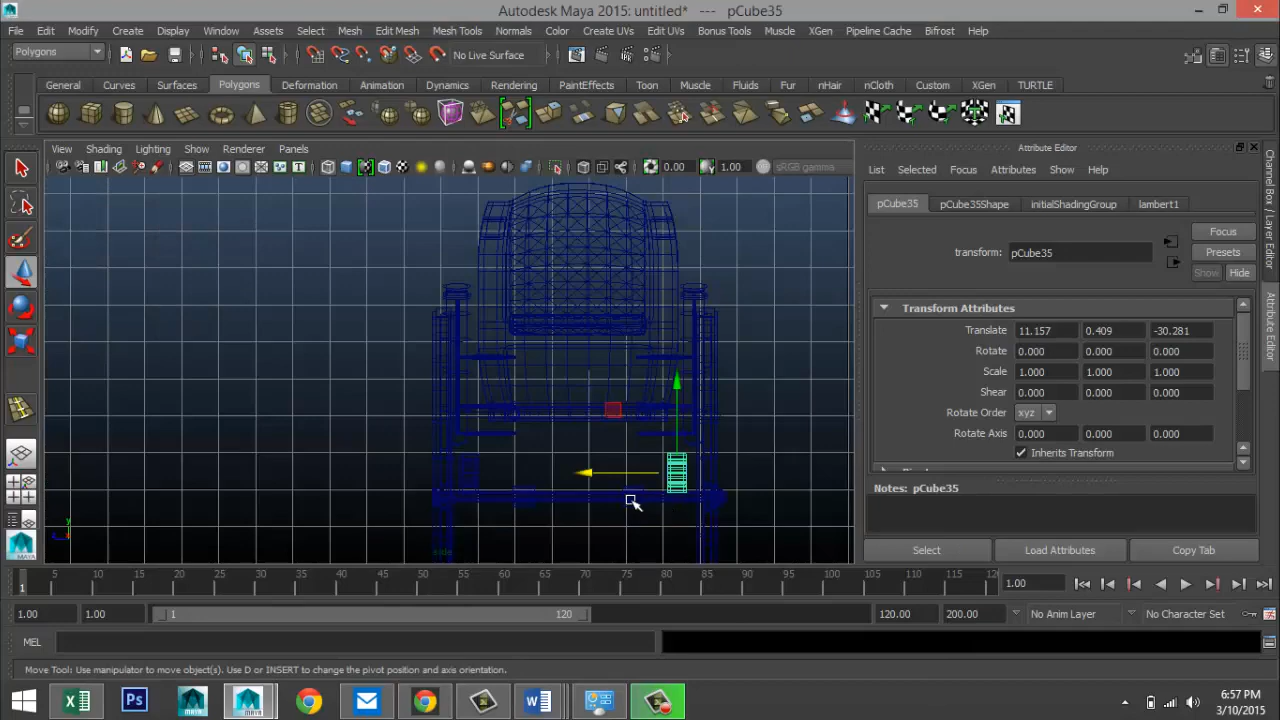 Autodesk Maya 2015: untitled*   ---   pCube35
File Edit Modify Create Display Window Assets Select Mesh Edit Mesh Mesh Tools Normals Color Create UVs Edit UVs Bonus Tools Muscle XGen Pipeline Cache Bifrost Help
Polygons No Live Surface
General Curves Surfaces Polygons Deformation Animation Dynamics Rendering PaintEffects Toon Muscle Fluids Fur nHair nCloth Custom XGen TURTLE
View Shading Lighting Show Renderer Panels
0.00 1.00 sRGB gamma
Attribute Editor
List Selected Focus Attributes Show Help
pCube35 pCube35Shape initialShadingGroup lambert1
Focus
transform: pCube35
Presets
Show Hide
Transform Attributes
Translate 11.157 0.409 -30.281
Rotate 0.000 0.000 0.000
Scale 1.000 1.000 1.000
Shear 0.000 0.000 0.000
Rotate Order xyz
Rotate Axis 0.000 0.000 0.000
Inherits Transform
Notes: pCube35
Select Load Attributes Copy Tab
Channel Box / Layer Editor
Attribute Editor
y
side
MAYA
1 5 10 15 20 25 30 35 40 45 50 55 60 65 70 75 80 85 90 95 100 105 110 115 120 1.00
1.00 1.00 1 120 120.00 200.00 No Anim Layer No Character Set
MEL
Move Tool: Use manipulator to move object(s). Use D or INSERT to change the pivot position and axis orientation.
6:57 PM
3/10/2015